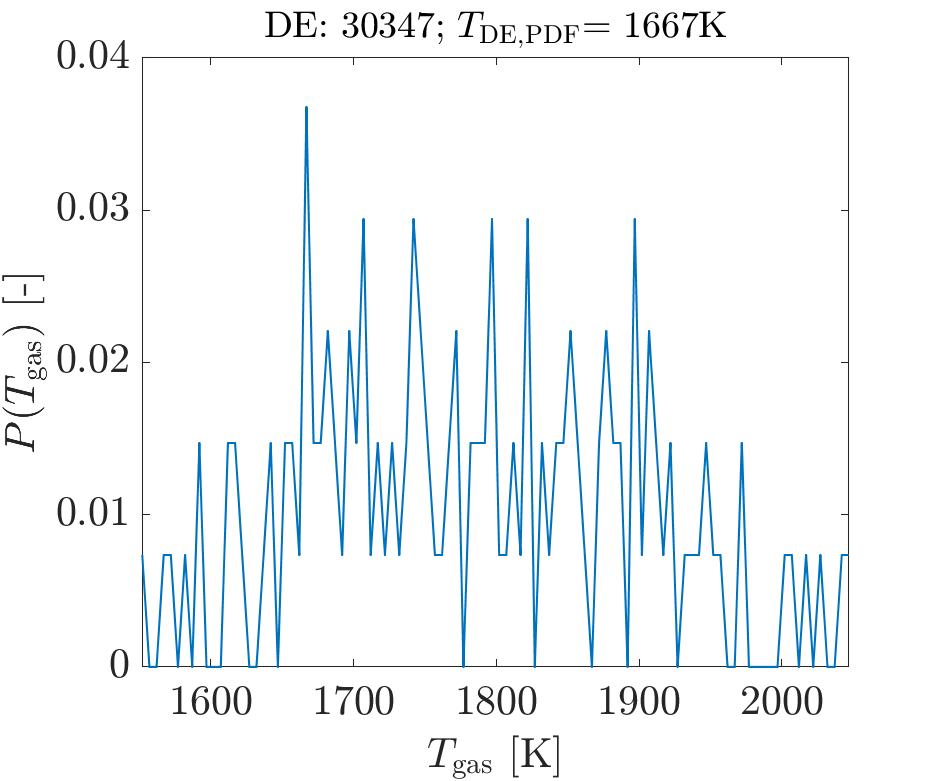 DE: 30347; T_DE,PDF= 1667K
0.04
0.03
0.02
0.01
0
P(T_gas) [-]
1600 1700 1800 1900 2000
T_gas [K]